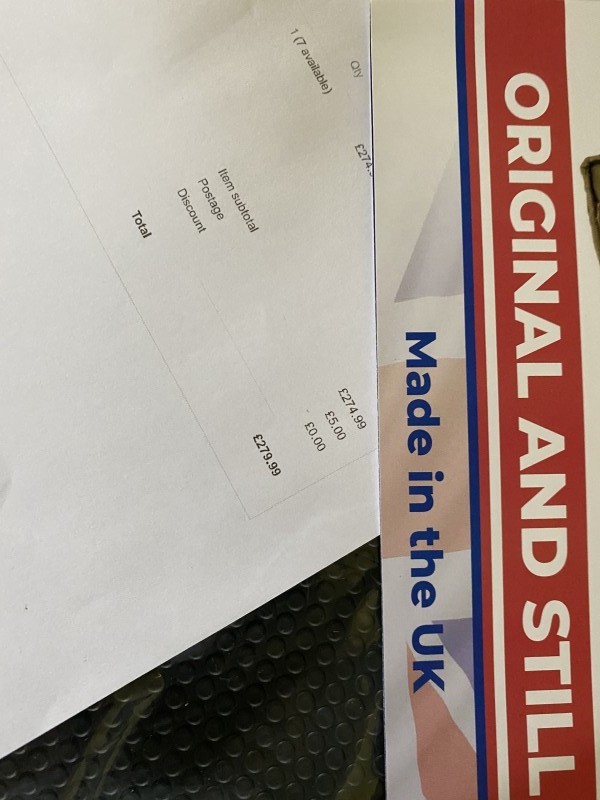 Qty
1 (7 available)
£274.
Item subtotal £274.99
Postage £5.00
Discount £0.00
Total £279.99
ORIGINAL AND STILL
Made in the UK